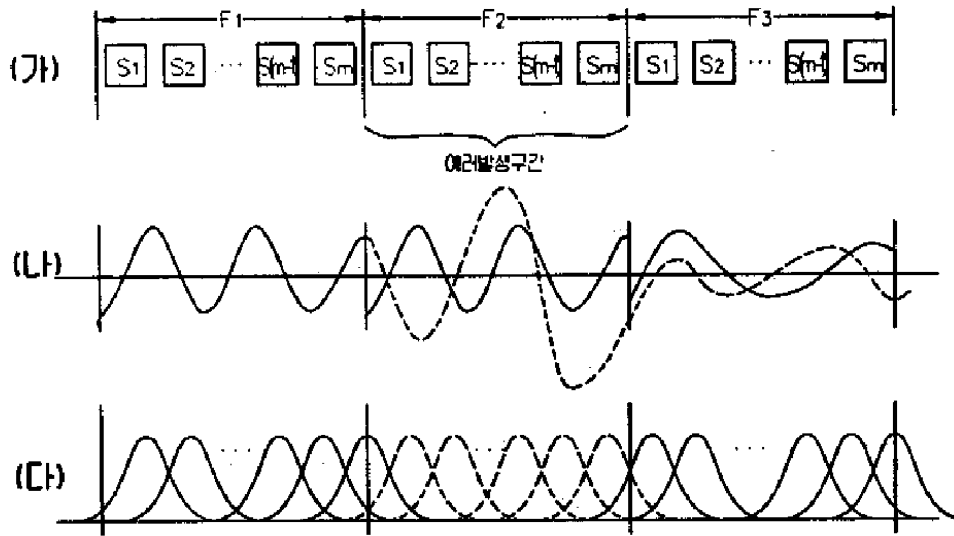 F1 F2 F3
(가) S1 S2 ... S(m-1) Sm S1 S2 ... S(m-1) Sm S1 S2 ... S(m-1) Sm
에러발생구간
(나)
(다) ... ... ...